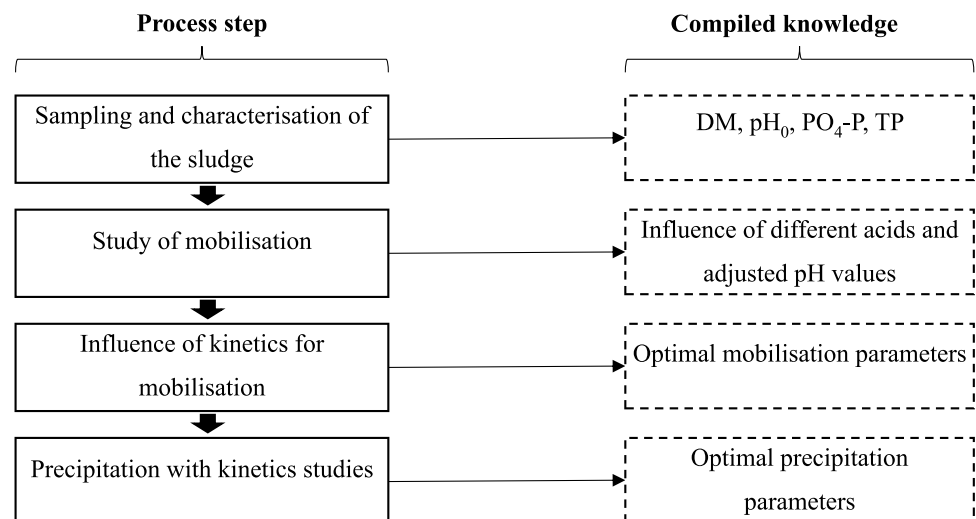 Process step
Compiled knowledge
Sampling and characterisation of
the sludge
DM, pH₀, PO₄-P, TP
Study of mobilisation
Influence of different acids and
adjusted pH values
Influence of kinetics for
mobilisation
Optimal mobilisation parameters
Precipitation with kinetics studies
Optimal precipitation
parameters